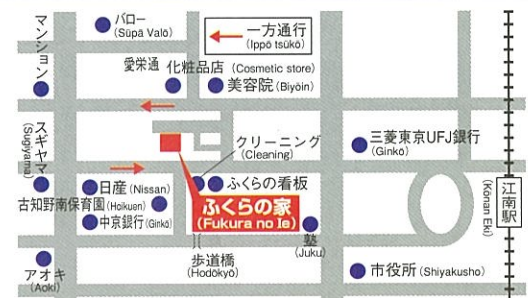 マンション
バロー
(Sūpā Valō)
一方通行
(Ippō tsūkō)
愛栄通
化粧品店 (Cosmetic store)
美容院 (Biyōin)
スギヤマ
(Sugiyama)
クリーニング
(Cleaning)
三菱東京UFJ銀行
(Ginkō)
日産 (Nissan)
ふくらの看板
古知野南保育園 (Hoikuen)
中京銀行 (Ginkō)
ふくらの家
(Fukura no Ie)
江南駅
(Kōnan Eki)
塾
(Juku)
アオキ
(Aoki)
歩道橋
(Hodōkyō)
市役所 (Shiyakusho)